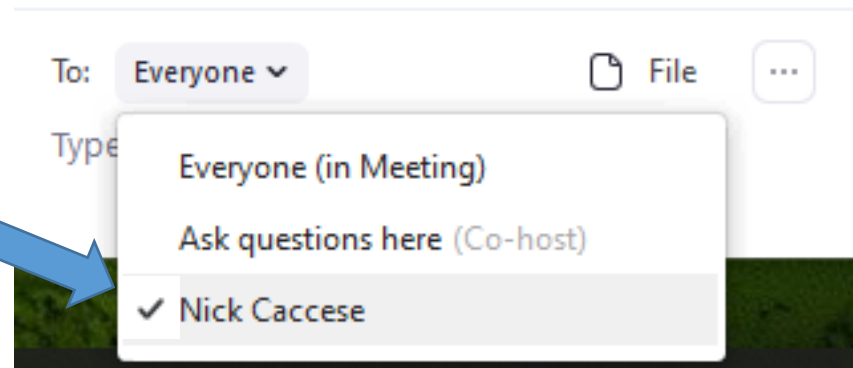 To: Everyone File ...
Type
Everyone (in Meeting)
Ask questions here (Co-host)
Nick Caccese